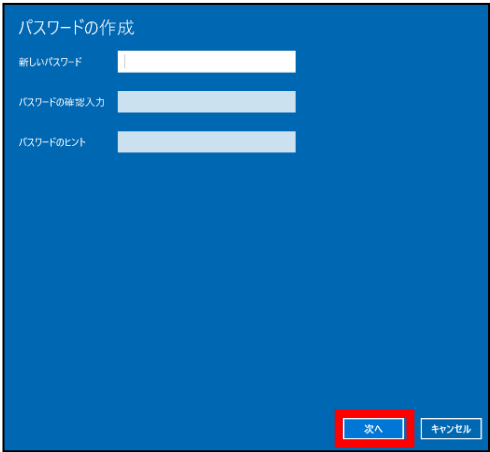 パスワードの作成
新しいパスワード
パスワードの確認入力
パスワードのヒント
次へ
キャンセル